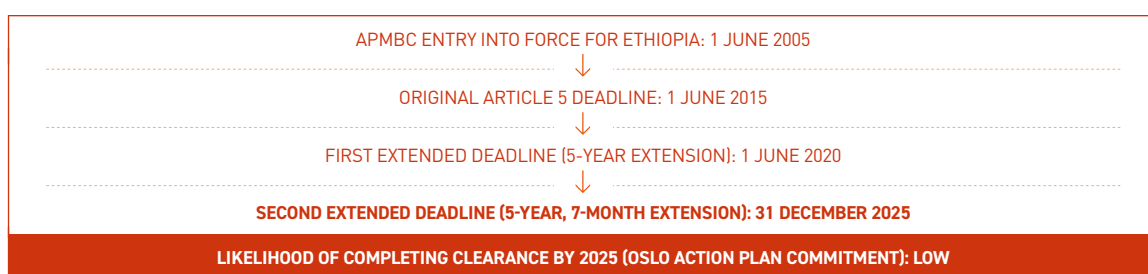 APMBC ENTRY INTO FORCE FOR ETHIOPIA: 1 JUNE 2005
ORIGINAL ARTICLE 5 DEADLINE: 1 JUNE 2015
FIRST EXTENDED DEADLINE (5-YEAR EXTENSION): 1 JUNE 2020
SECOND EXTENDED DEADLINE (5-YEAR, 7-MONTH EXTENSION): 31 DECEMBER 2025
LIKELIHOOD OF COMPLETING CLEARANCE BY 2025 (OSLO ACTION PLAN COMMITMENT): LOW